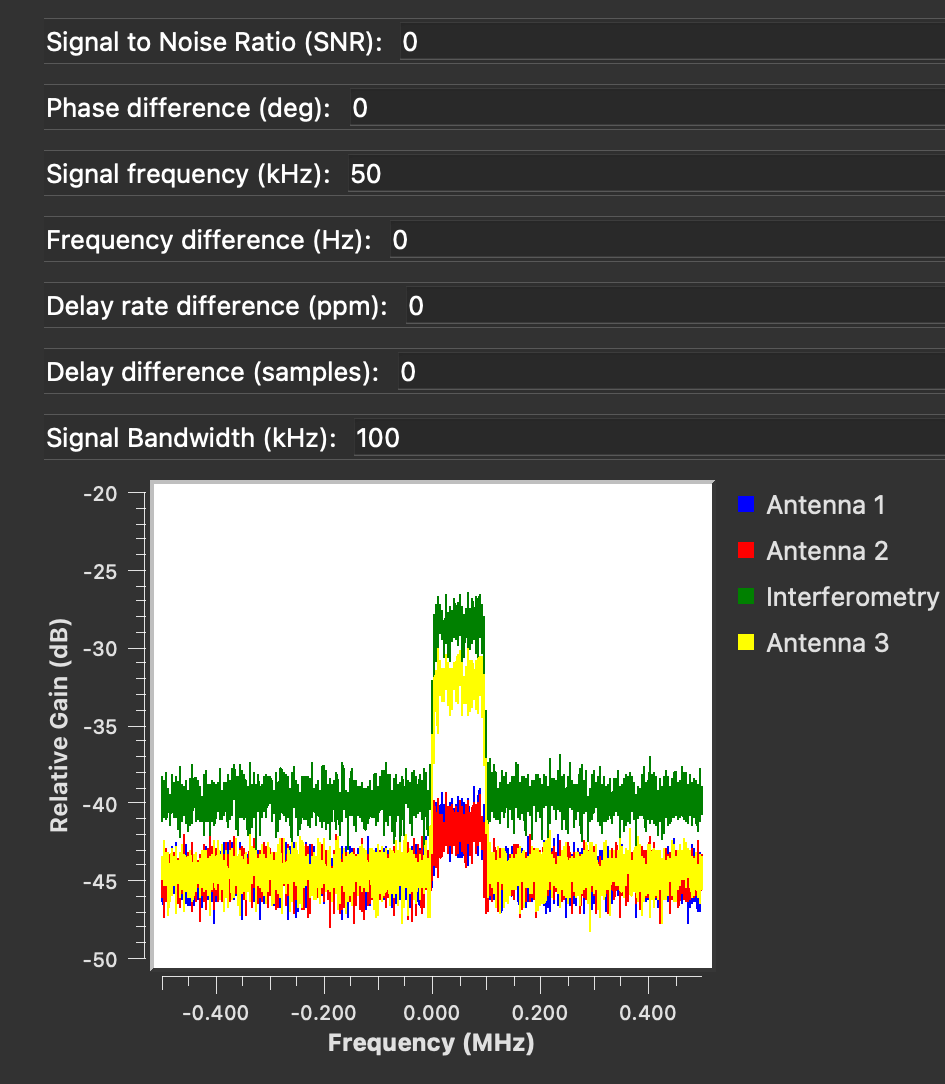 Signal to Noise Ratio (SNR): 0
Phase difference (deg): 0
Signal frequency (kHz): 50
Frequency difference (Hz): 0
Delay rate difference (ppm): 0
Delay difference (samples): 0
Signal Bandwidth (kHz): 100
-20
-25
-30
-35
-40
-45
-50
Relative Gain (dB)
Antenna 1
Antenna 2
Interferometry
Antenna 3
-0.400 -0.200 0.000 0.200 0.400
Frequency (MHz)